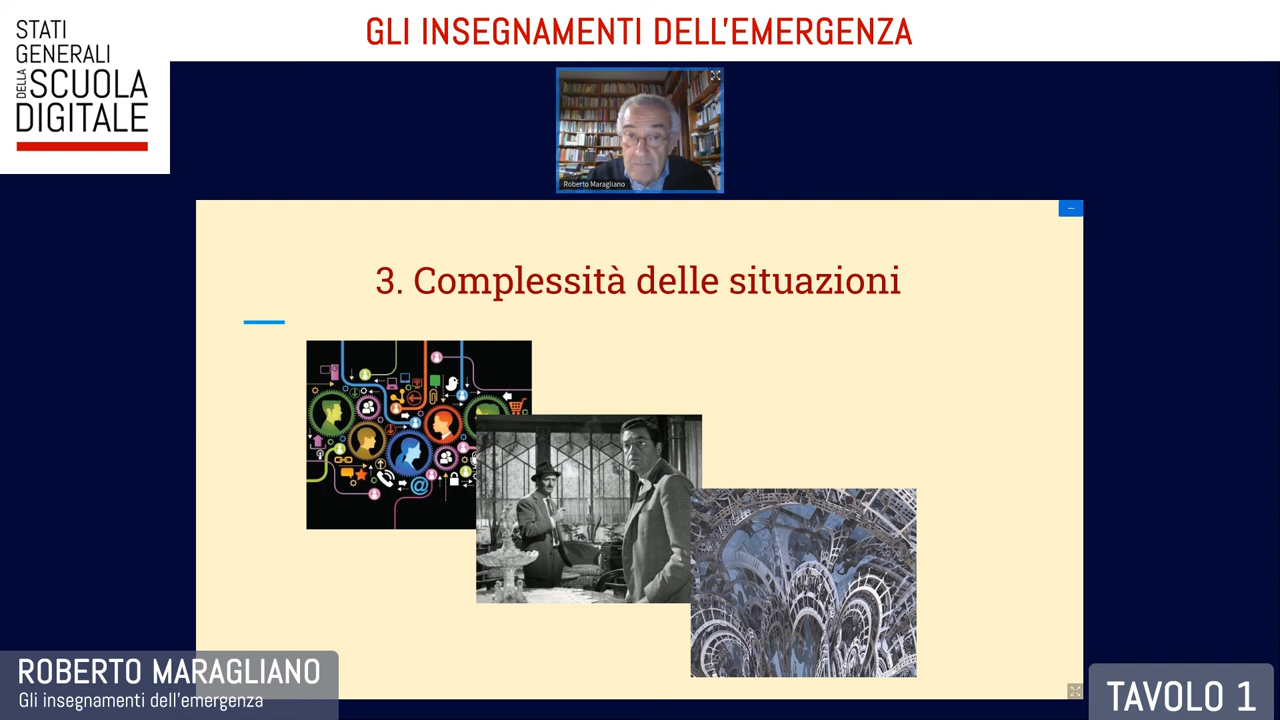 STATI
GENERALI
DELLA SCUOLA
DIGITALE
GLI INSEGNAMENTI DELL'EMERGENZA
Roberto Maragliano
3. Complessità delle situazioni
@
ROBERTO MARAGLIANO
Gli insegnamenti dell'emergenza
TAVOLO 1